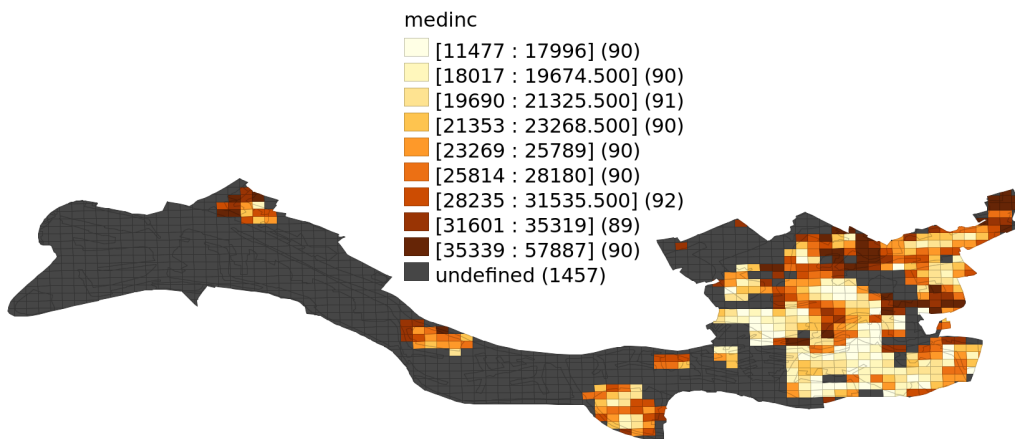 medinc
[11477 : 17996] (90)
[18017 : 19674.500] (90)
[19690 : 21325.500] (91)
[21353 : 23268.500] (90)
[23269 : 25789] (90)
[25814 : 28180] (90)
[28235 : 31535.500] (92)
[31601 : 35319] (89)
[35339 : 57887] (90)
undefined (1457)